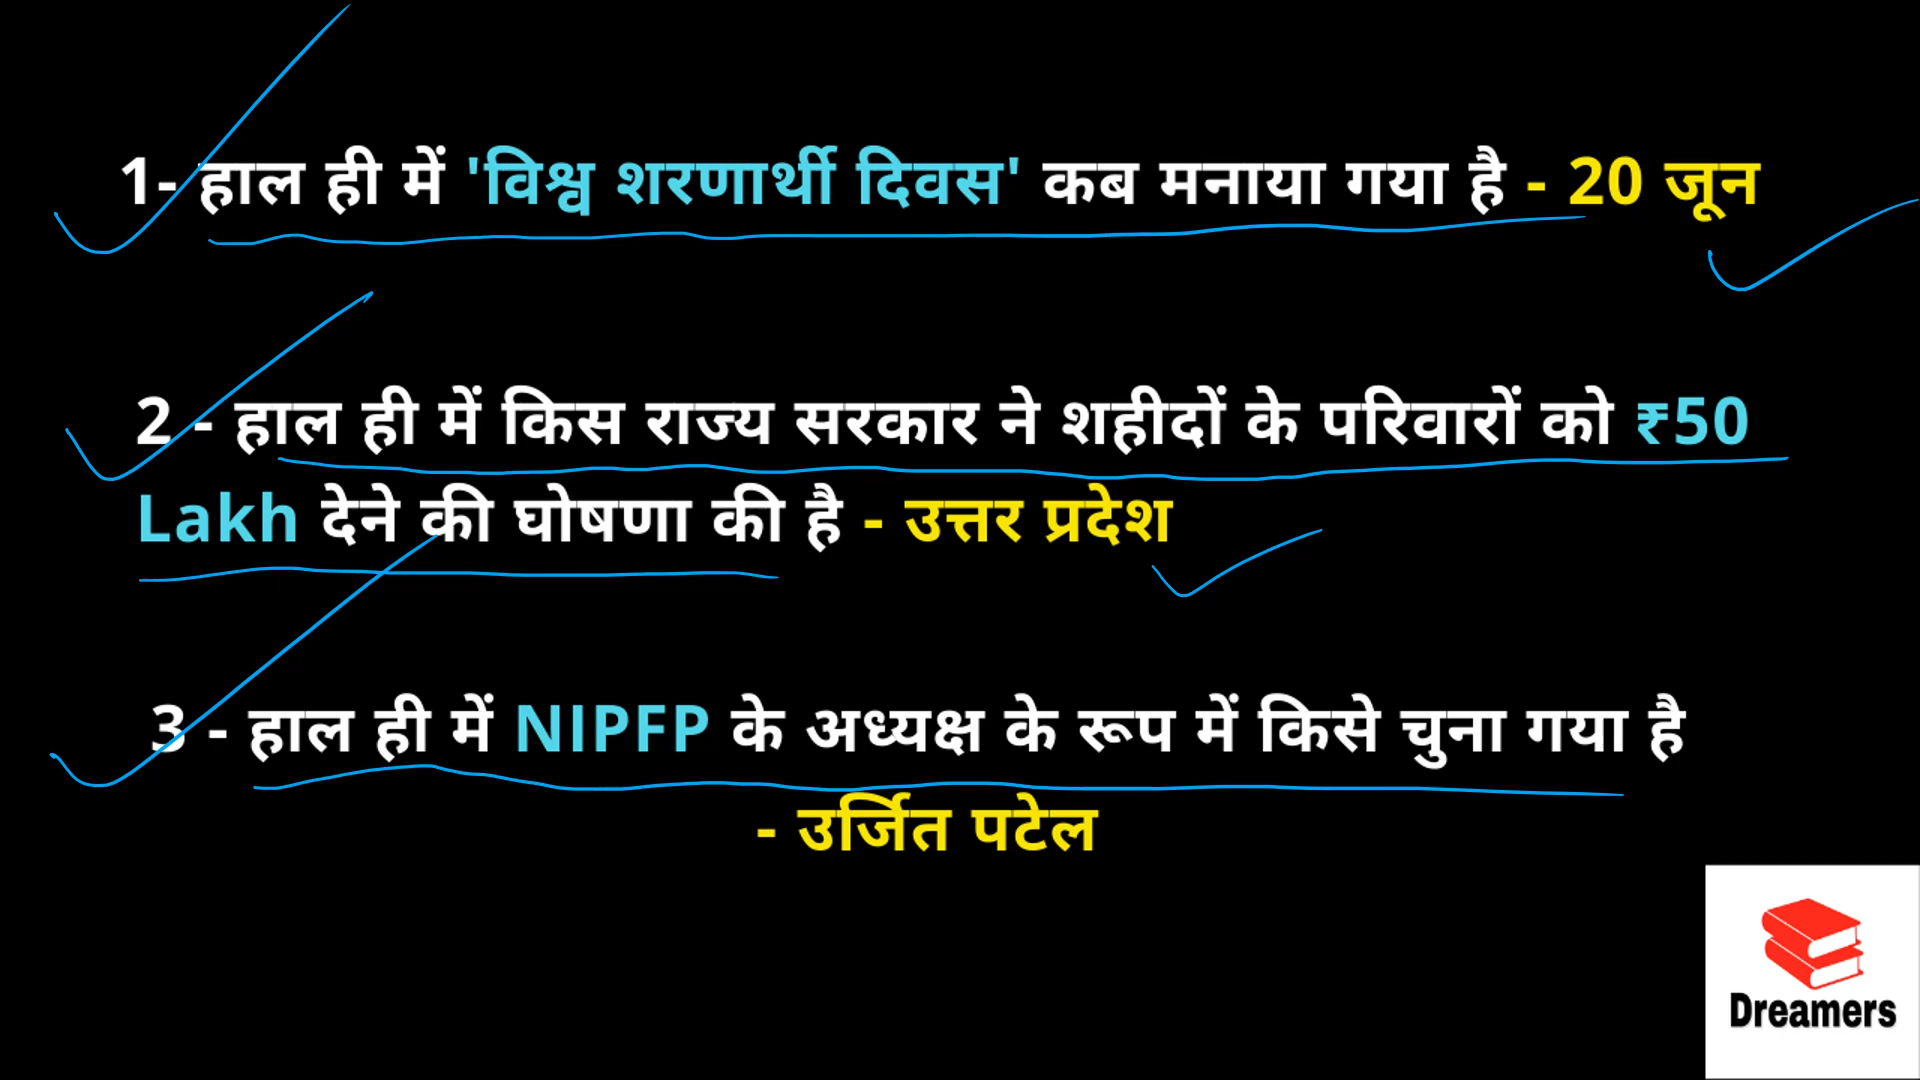 1- हाल ही में 'विश्व शरणार्थी दिवस' कब मनाया गया है - 20 जून
2 - हाल ही में किस राज्य सरकार ने शहीदों के परिवारों को ₹50
Lakh देने की घोषणा की है - उत्तर प्रदेश
3 - हाल ही में NIPFP के अध्यक्ष के रूप में किसे चुना गया है
- उर्जित पटेल
Dreamers